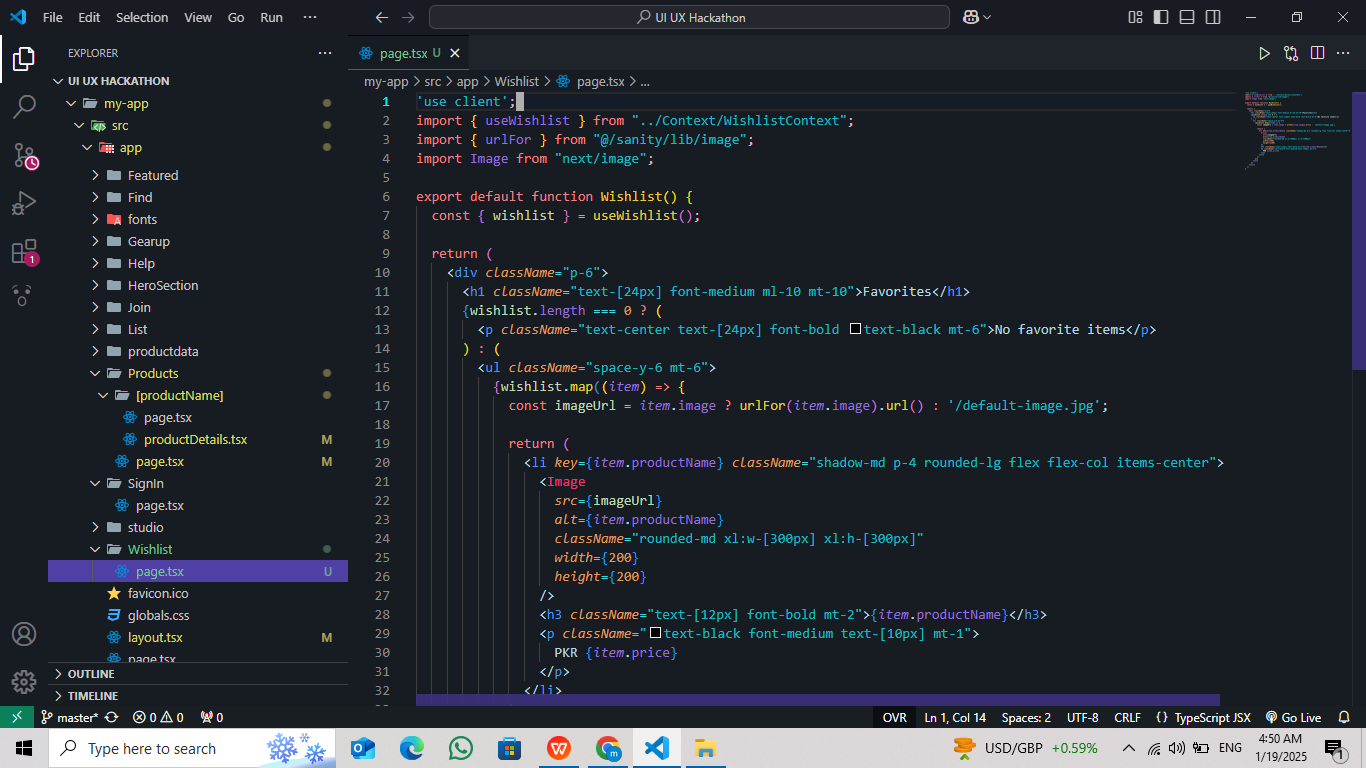 File Edit Selection View Go Run ...
UI UX Hackathon
EXPLORER
UI UX HACKATHON
my-app
src
app
Featured
Find
fonts
Gearup
Help
HeroSection
Join
List
productdata
Products
[productName]
page.tsx
productDetails.tsx M
page.tsx M
SignIn
page.tsx
studio
Wishlist
page.tsx U
favicon.ico
globals.css
layout.tsx M
page.tsx
OUTLINE
TIMELINE
page.tsx U
my-app > src > app > Wishlist > page.tsx > ...
1 'use client';
2 import { useWishlist } from "../Context/WishlistContext";
3 import { urlFor } from "@/sanity/lib/image";
4 import Image from "next/image";
5
6 export default function Wishlist() {
7 const { wishlist } = useWishlist();
8
9 return (
10 <div className="p-6">
11 <h1 className="text-[24px] font-medium ml-10 mt-10">Favorites</h1>
12 {wishlist.length === 0 ? (
13 <p className="text-center text-[24px] font-bold text-black mt-6">No favorite items</p>
14 ) : (
15 <ul className="space-y-6 mt-6">
16 {wishlist.map((item) => {
17 const imageUrl = item.image ? urlFor(item.image).url() : '/default-image.jpg';
18
19 return (
20 <li key={item.productName} className="shadow-md p-4 rounded-lg flex flex-col items-center">
21 <Image
22 src={imageUrl}
23 alt={item.productName}
24 className="rounded-md xl:w-[300px] xl:h-[300px]"
25 width={200}
26 height={200}
27 />
28 <h3 className="text-[12px] font-bold mt-2">{item.productName}</h3>
29 <p className="text-black font-medium text-[10px] mt-1">
30 PKR {item.price}
31 </p>
32 </li>
master* 0 0 0
OVR Ln 1, Col 14 Spaces: 2 UTF-8 CRLF {} TypeScript JSX Go Live
Type here to search
USD/GBP +0.59%
ENG
4:50 AM
1/19/2025
1